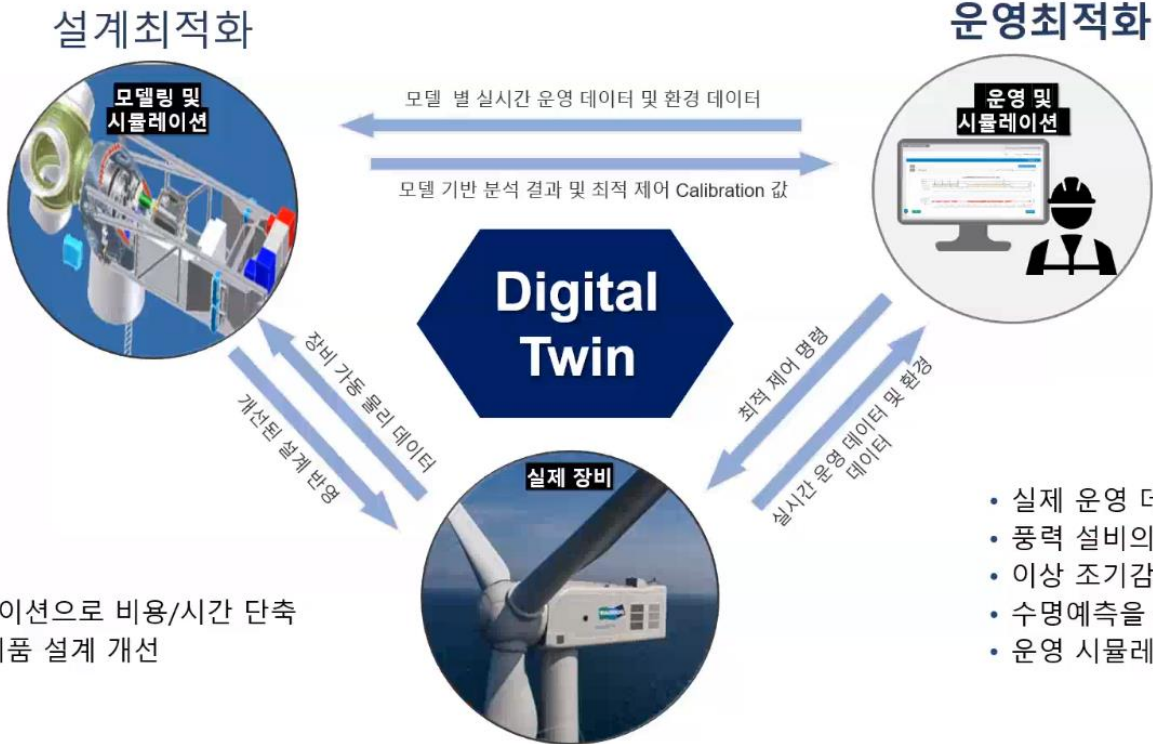 설계최적화
운영최적화
모델링 및
시뮬레이션
모델 별 실시간 운영 데이터 및 환경 데이터
모델 기반 분석 결과 및 최적 제어 Calibration 값
운영 및
시뮬레이션
Digital
Twin
장비 가동 물리 데이터
개선된 설계 반영
최적 제어 명령
실시간 운영 데이터 및 환경
데이터
실제 장비
이션으로 비용/시간 단축
품 설계 개선
• 실제 운영
• 풍력 설비의
• 이상 조기감
• 수명예측을
• 운영 시뮬레